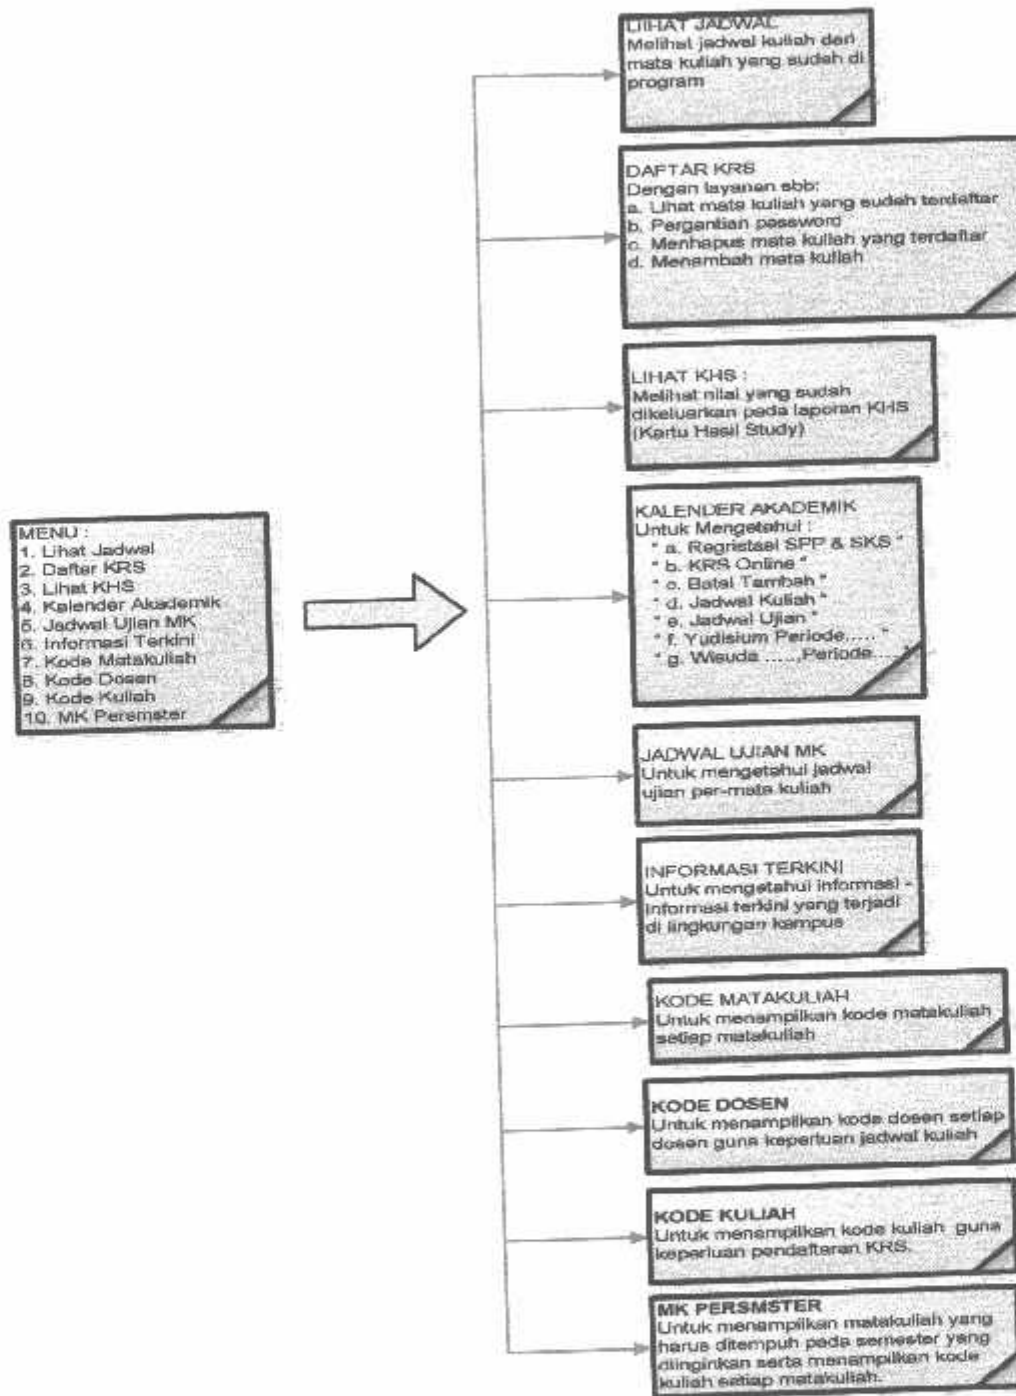 MENU :
1. Lihat Jadwal
2. Daftar KRS
3. Lihat KHS
4. Kalender Akademik
5. Jadwal Ujian MK
6. Informasi Terkini
7. Kode Matakuliah
8. Kode Dosen
9. Kode Kuliah
10. MK Persmster
LIHAT JADWAL
Melihat jadwal kuliah dari
mata kuliah yang sudah di
program
DAFTAR KRS
Dengan layanan sbb:
a. Lihat mata kuliah yang sudah terdaftar
b. Pergantian password
c. Menhapus mata kuliah yang terdaftar
d. Menambah mata kuliah
LIHAT KHS :
Melihat nilai yang sudah
dikeluarkan pada laporan KHS
(Kartu Hasil Study)
KALENDER AKADEMIK
Untuk Mengetahui :
" a. Regristasi SPP & SKS "
" b. KRS Online "
" c. Batal Tambah "
" d. Jadwal Kuliah "
" e. Jadwal Ujian "
" f. Yudisium Periode..... "
" g. Wisuda .....,Periode....."
JADWAL UJIAN MK
Untuk mengetahui jadwal
ujian per-mata kuliah
INFORMASI TERKINI
Untuk mengetahui informasi -
informasi terkini yang terjadi
di lingkungan kampus
KODE MATAKULIAH
Untuk menampilkan kode matakuliah
setiap matakuliah
KODE DOSEN
Untuk menampilkan kode dosen setiap
dosen guna keperluan jadwal kuliah
KODE KULIAH
Untuk menampilkan kode kuliah guna
keperluan pendaftaran KRS.
MK PERSMSTER
Untuk menampilkan matakuliah yang
harus ditempuh pada semester yang
diinginkan serta menampilkan kode
kuliah setiap matakuliah.